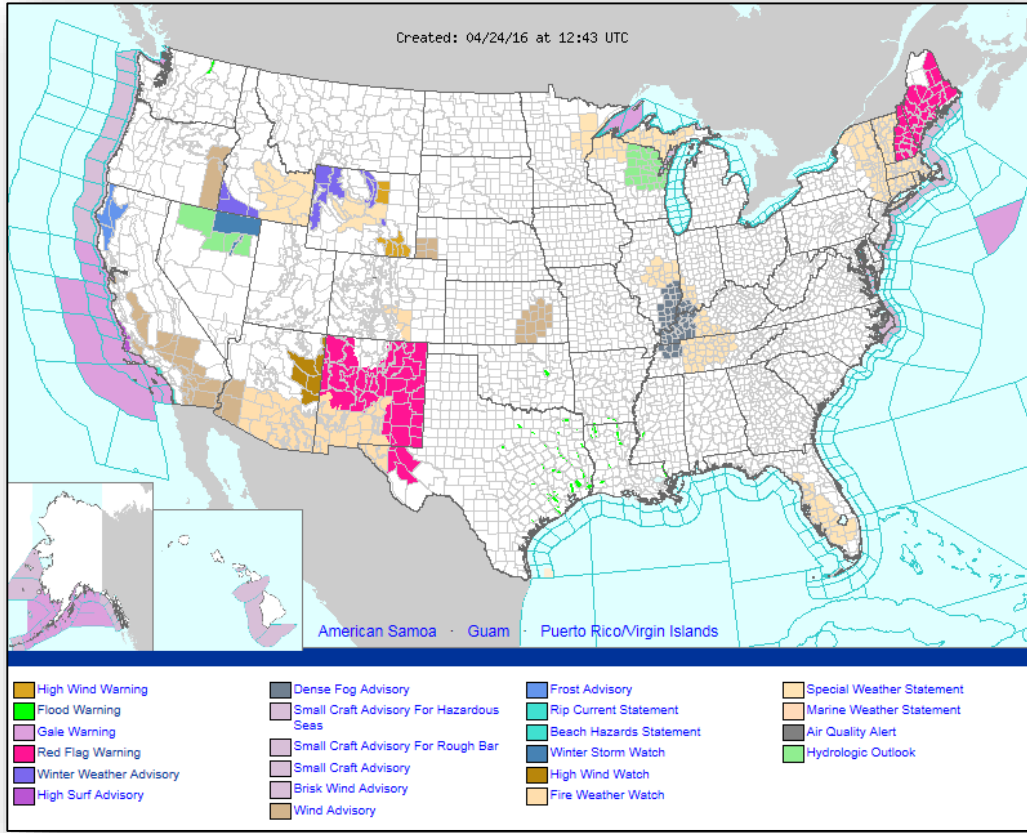 Created: 04/24/16 at 12:43 UTC
American Samoa · Guam · Puerto Rico/Virgin Islands
High Wind Warning
Flood Warning
Gale Warning
Red Flag Warning
Winter Weather Advisory
High Surf Advisory
Dense Fog Advisory
Small Craft Advisory For Hazardous
Seas
Small Craft Advisory For Rough Bar
Small Craft Advisory
Brisk Wind Advisory
Wind Advisory
Frost Advisory
Rip Current Statement
Beach Hazards Statement
Winter Storm Watch
High Wind Watch
Fire Weather Watch
Special Weather Statement
Marine Weather Statement
Air Quality Alert
Hydrologic Outlook